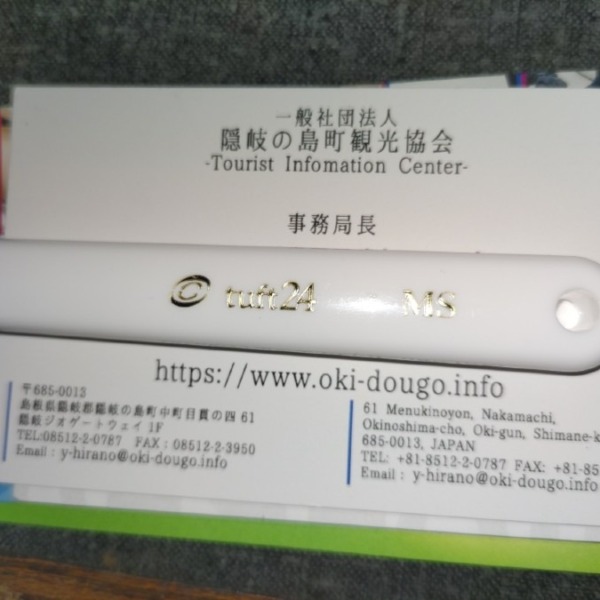 一般社団法人
隠岐の島町観光協会
-Tourist Infomation Center-
事務局長
© tuft24 MS
https://www.oki-dougo.info
〒685-0013
島根県隠岐郡隠岐の島町中町目貫の四 61
隠岐ジオゲートウェイ 1F
TEL:08512-2-0787 FAX:08512-2-3950
Email : y-hirano@oki-dougo.info
61 Menukinoyon, Nakamachi,
Okinoshima-cho, Oki-gun, Shimane-k
685-0013, JAPAN
TEL: +81-8512-2-0787 FAX: +81-85
Email : y-hirano@oki-dougo.info